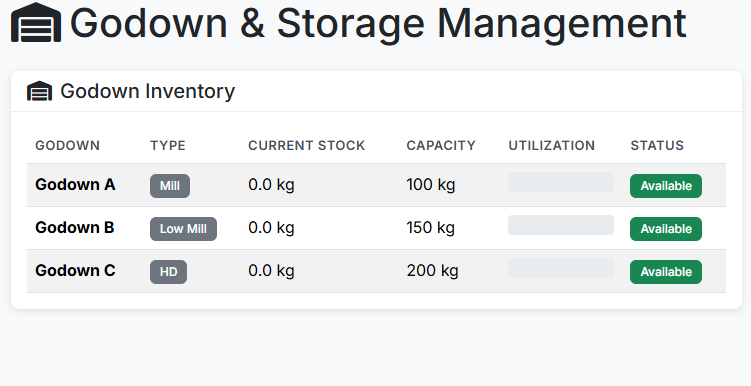 Godown & Storage Management
Godown Inventory
GODOWN TYPE CURRENT STOCK CAPACITY UTILIZATION STATUS
Godown A Mill 0.0 kg 100 kg Available
Godown B Low Mill 0.0 kg 150 kg Available
Godown C HD 0.0 kg 200 kg Available